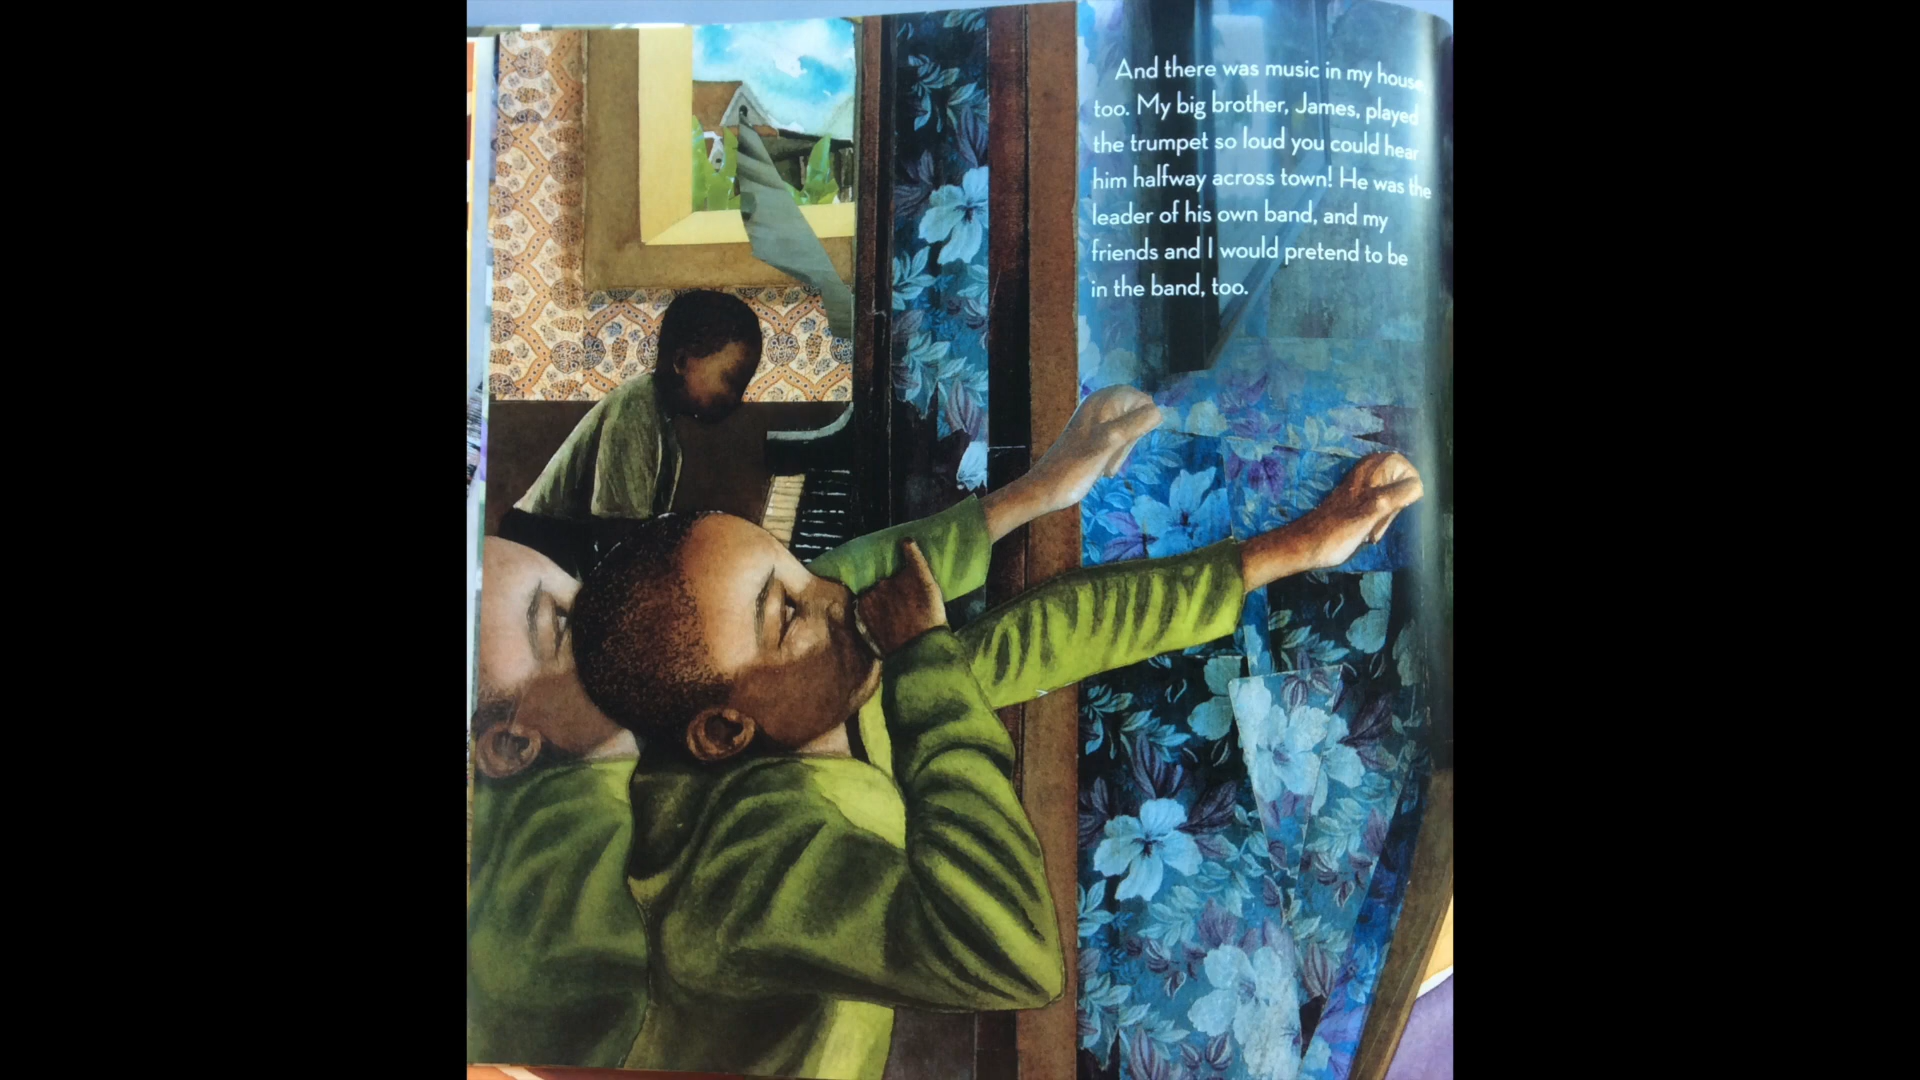 And there was music in my house
too. My big brother, James, played
the trumpet so loud you could hear
him halfway across town! He was the
leader of his own band, and my
friends and I would pretend to be
in the band, too.